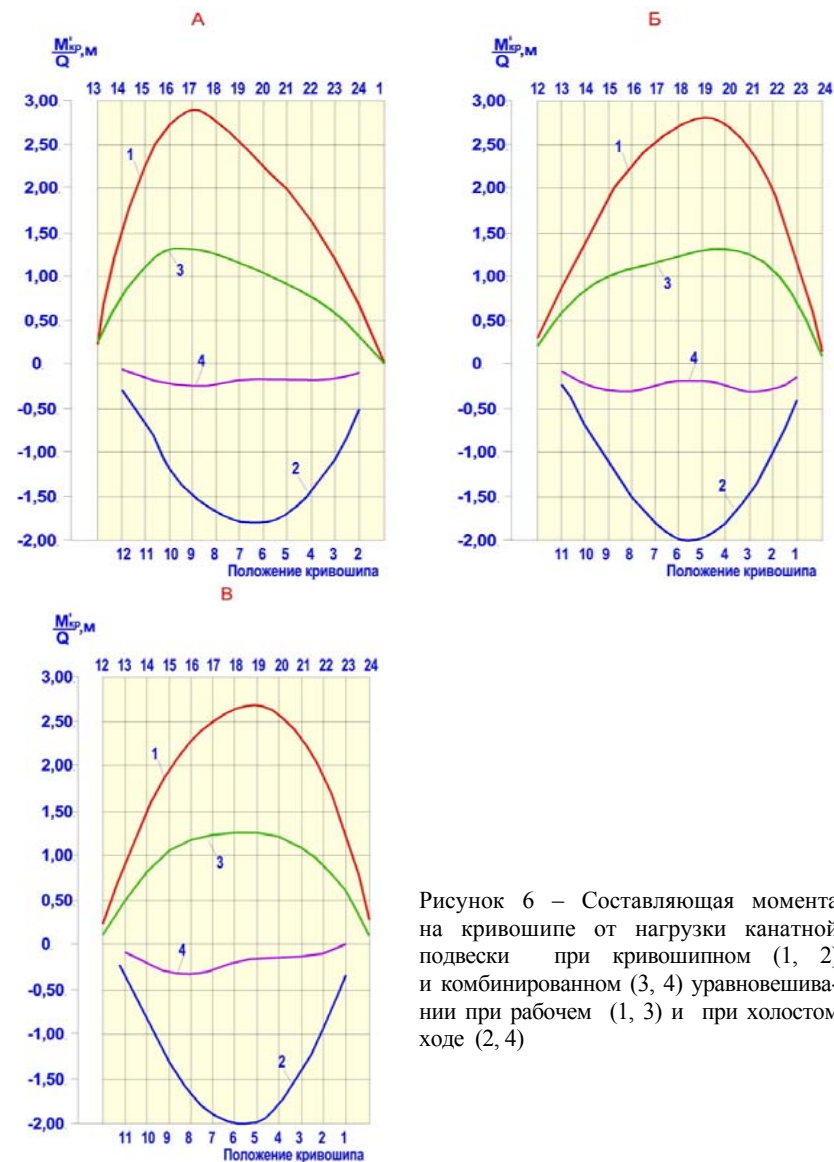 А
М'кр/Q, м
13 14 15 16 17 18 19 20 21 22 23 24 1
3,00
2,50
2,00
1,50
1,00
0,50
0
-0,50
-1,00
-1,50
-2,00
1
3
4
2
12 11 10 9 8 7 6 5 4 3 2
Положение кривошипа
Б
М'кр/Q, м
12 13 14 15 16 17 18 19 20 21 22 23 24
3,00
2,50
2,00
1,50
1,00
0,50
0
-0,50
-1,00
-1,50
-2,00
1
3
4
2
11 10 9 8 7 6 5 4 3 2 1
Положение кривошипа
В
М'кр/Q, м
12 13 14 15 16 17 18 19 20 21 22 23 24
3,00
2,50
2,00
1,50
1,00
0,50
0
-0,50
-1,00
-1,50
-2,00
1
3
4
2
11 10 9 8 7 6 5 4 3 2 1
Положение кривошипа
Рисунок 6 – Составляющая момента
на кривошипе от нагрузки канатной
подвески при кривошипном (1, 2)
и комбинированном (3, 4) уравновешива-
нии при рабочем (1, 3) и при холостом
ходе (2, 4)